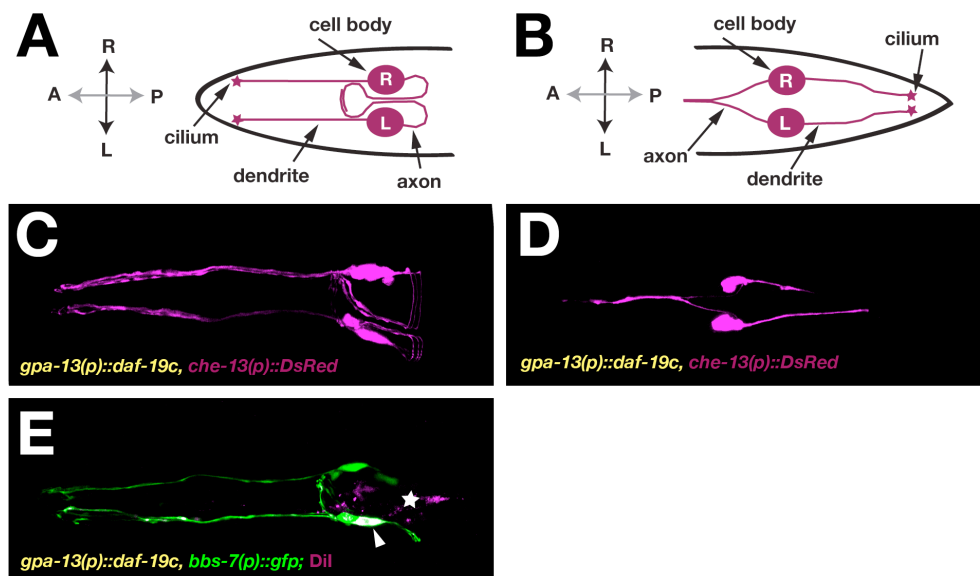 A
R
A P
L
cell body
R
L
cilium
dendrite
axon
B
R
A P
L
cell body
cilium
R
L
axon
dendrite
C
gpa-13(p)::daf-19c, che-13(p)::DsRed
D
gpa-13(p)::daf-19c, che-13(p)::DsRed
E
gpa-13(p)::daf-19c, bbs-7(p)::gfp; DiI